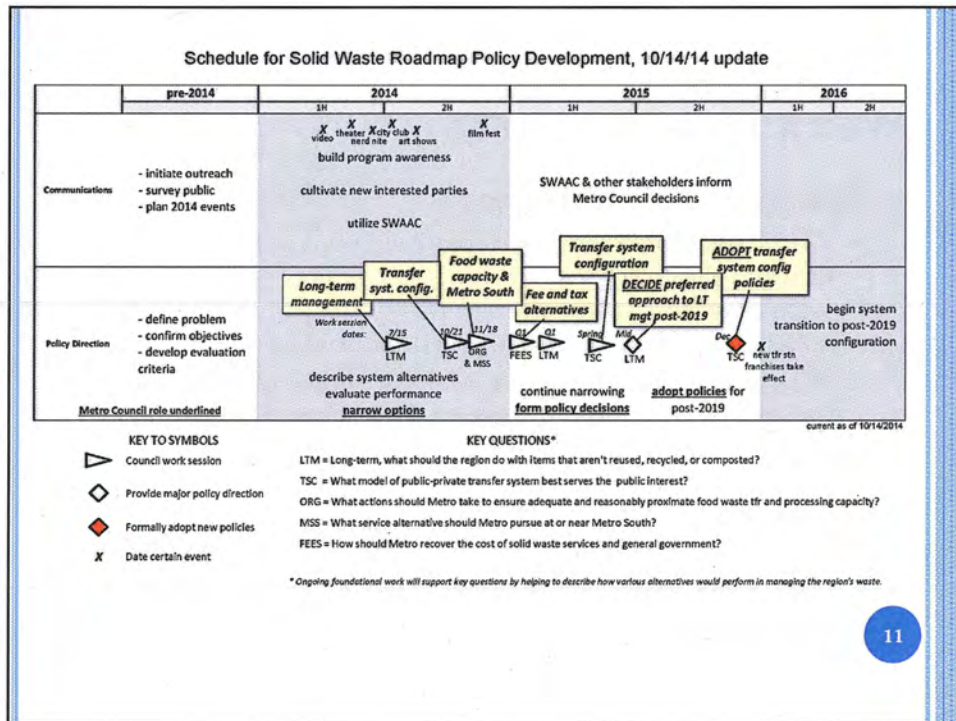 Schedule for Solid Waste Roadmap Policy Development, 10/14/14 update
pre-2014
2014
2015
2016
1H
2H
1H
2H
1H
2H
Communications
- initiate outreach
- survey public
- plan 2014 events
X X X X X X
video theater city club film fest
nerd nite art shows
build program awareness
cultivate new interested parties
utilize SWAAC
SWAAC & other stakeholders inform
Metro Council decisions
Policy Direction
- define problem
- confirm objectives
- develop evaluation
criteria
Metro Council role underlined
Long-term
management
Transfer
syst. config.
Food waste
capacity &
Metro South
Fee and tax
alternatives
Transfer system
configuration
DECIDE preferred
approach to LT
mgt post-2019
ADOPT transfer
system config
policies
Work session
dates:
7/15
LTM
10/21
TSC
11/18
ORG
& MSS
Q1
FEES
Q1
LTM
Spring
TSC
Mid
LTM
Dec
TSC
X
new tfr stn
franchises take
effect
begin system
transition to post-2019
configuration
describe system alternatives
evaluate performance
narrow options
continue narrowing
form policy decisions
adopt policies for
post-2019
current as of 10/14/2014
KEY TO SYMBOLS
Council work session
Provide major policy direction
Formally adopt new policies
X Date certain event
KEY QUESTIONS*
LTM = Long-term, what should the region do with items that aren't reused, recycled, or composted?
TSC = What model of public-private transfer system best serves the public interest?
ORG = What actions should Metro take to ensure adequate and reasonably proximate food waste tfr and processing capacity?
MSS = What service alternative should Metro pursue at or near Metro South?
FEES = How should Metro recover the cost of solid waste services and general government?
* Ongoing foundational work will support key questions by helping to describe how various alternatives would perform in managing the region's waste.
11